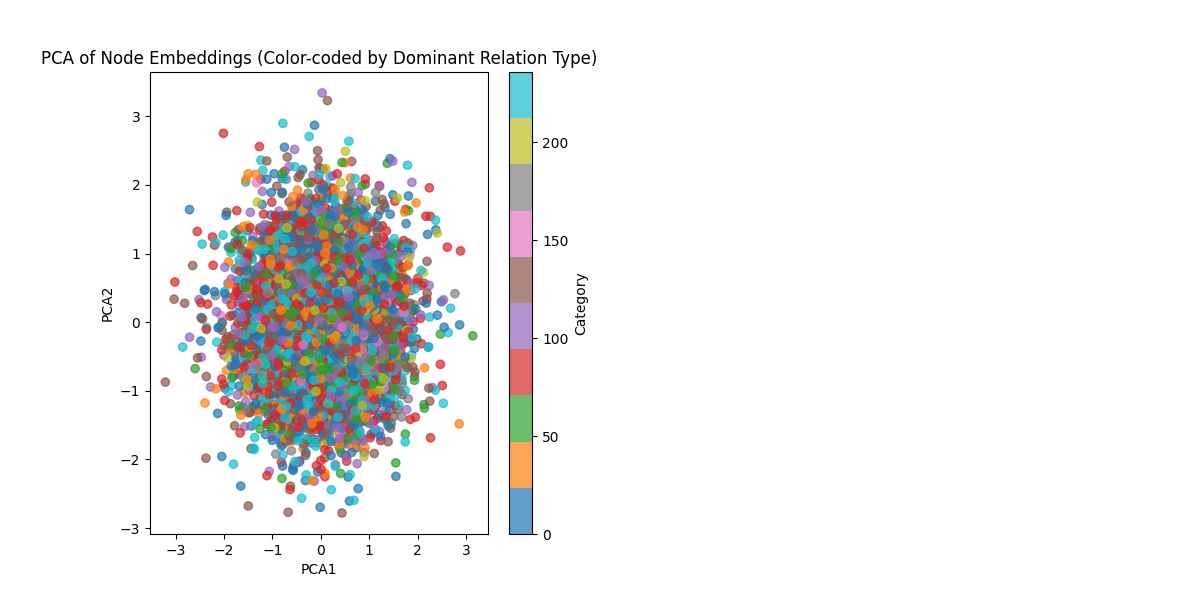 PCA of Node Embeddings (Color-coded by Dominant Relation Type)
3
2
1
0
−1
−2
−3
PCA2
−3 −2 −1 0 1 2 3
PCA1
200
150
100
50
0
Category